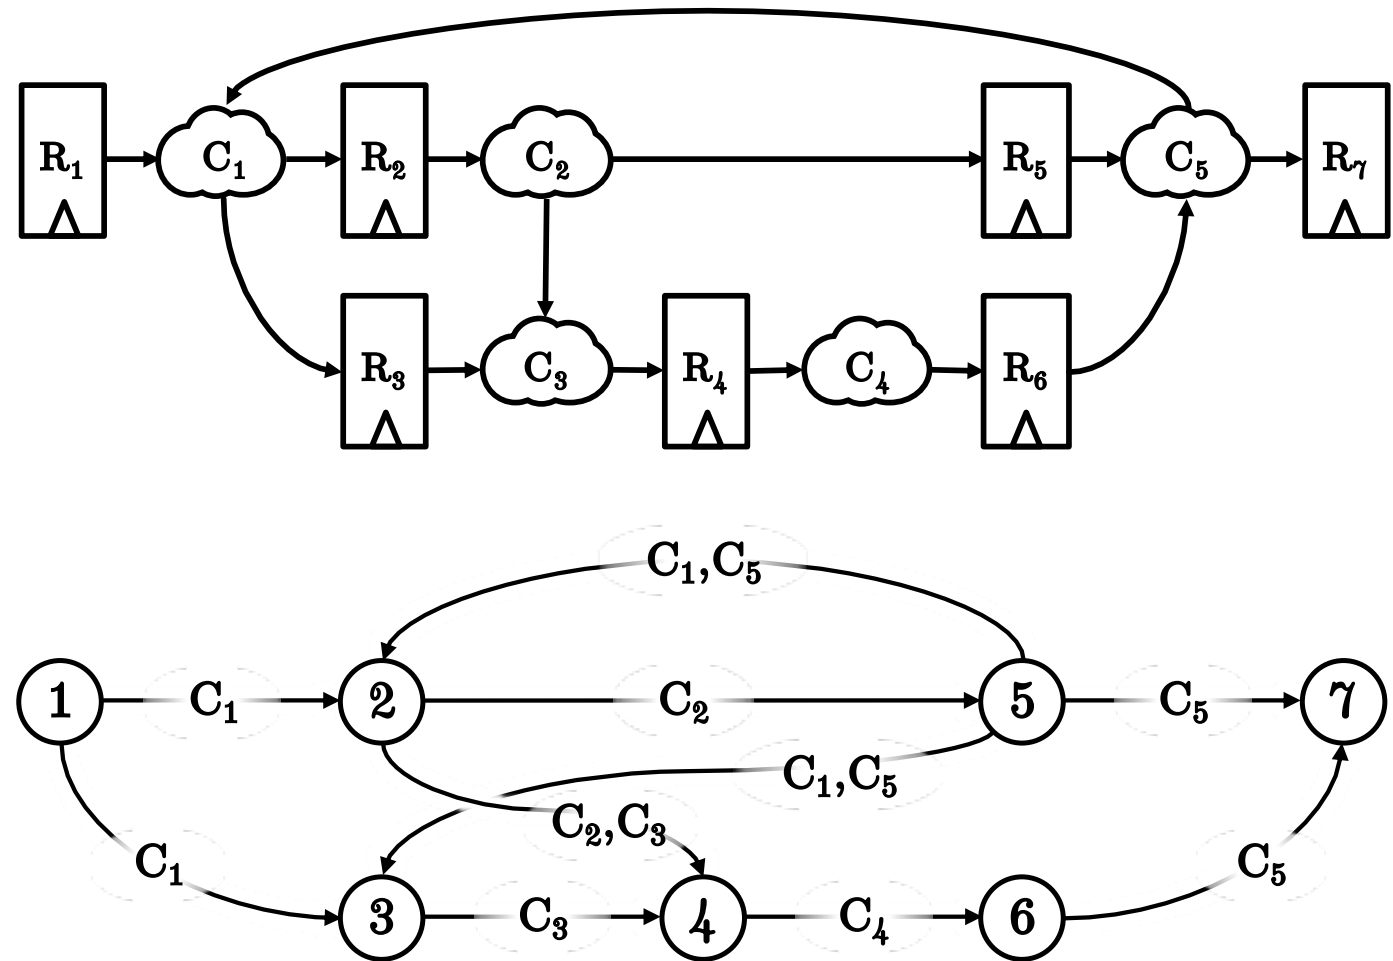 R₁ C₁ R₂ C₂ R₅ C₅ R₇
R₃ C₃ R₄ C₄ R₆
C₁,C₅
1 C₁ 2 C₂ 5 C₅ 7
C₁,C₅
C₂,C₃
C₁ C₅
3 C₃ 4 C₄ 6